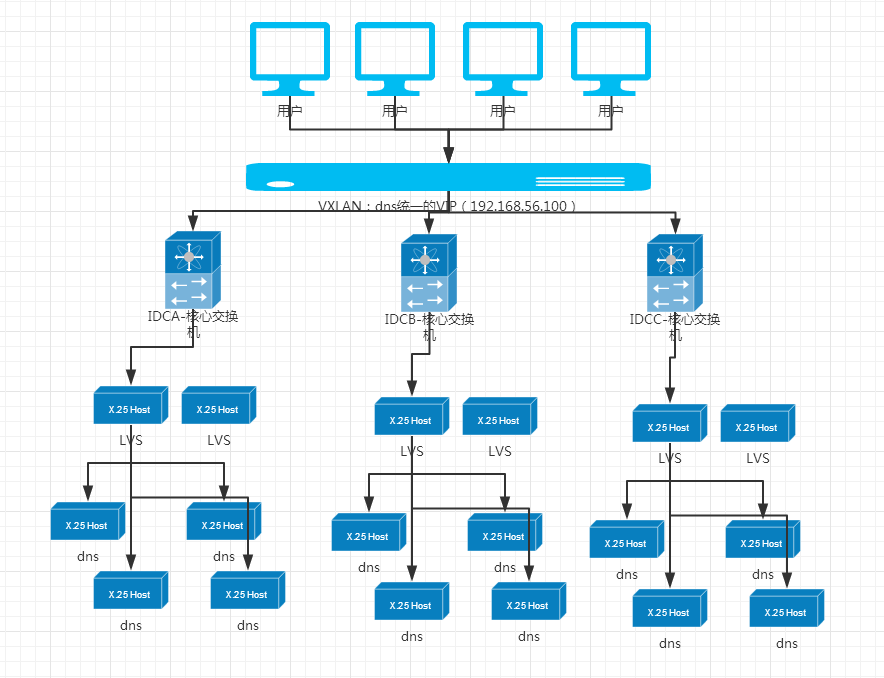 用户
用户
用户
用户
VXLAN：dns统一的VIP（192,168,56,100）
IDCA-核心交换
机
IDCB-核心交换
机
IDCC-核心交换
机
X.25 Host
X.25 Host
LVS
LVS
X.25 Host
X.25 Host
dns
dns
X.25 Host
X.25 Host
dns
dns
X.25 Host
X.25 Host
LVS
LVS
X.25 Host
X.25 Host
dns
dns
X.25 Host
X.25 Host
dns
dns
X.25 Host
X.25 Host
LVS
LVS
X.25 Host
X.25 Host
dns
dns
X.25 Host
X.25 Host
dns
dns